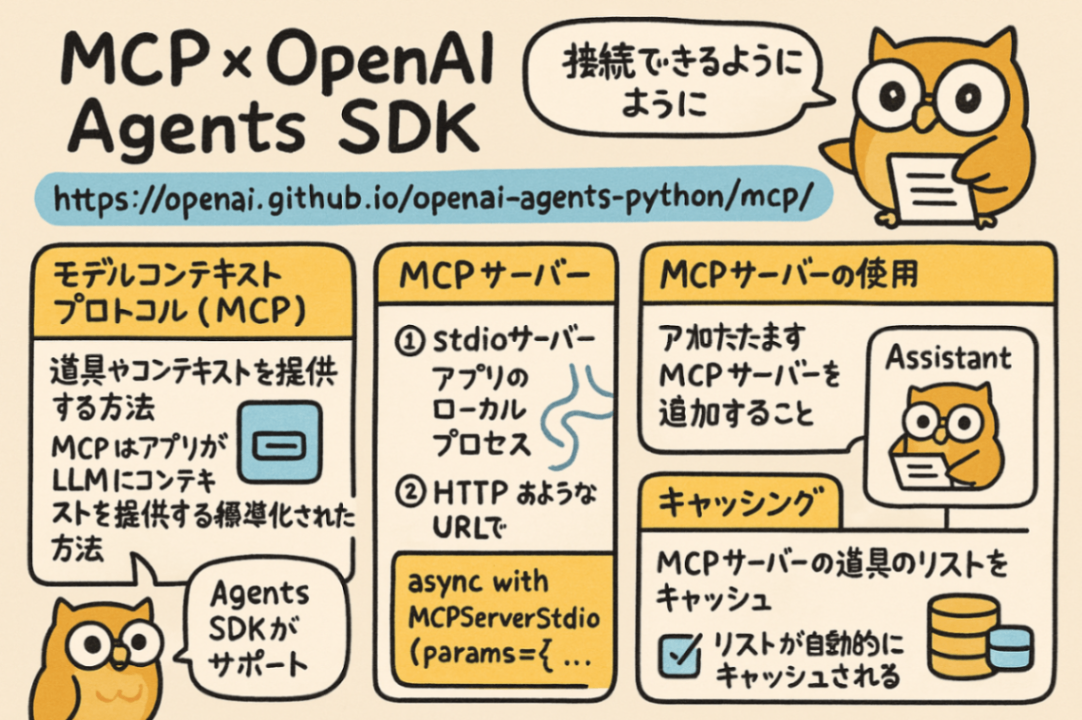 MCP × OpenAI
Agents SDK
接続できるように
ように
https://openai.github.io/openai-agents-python/mcp/
モデルコンテキスト
プロトコル (MCP)
道具やコンテキストを提供
する方法
MCPはアプリが
LLMにコンテキ
ストを提供する標準化された
方法
Agents
SDKが
サポート
MCPサーバー
① stdioサーバー
アプリの
ローカル
プロセス
② HTTP おような
URLで
async with
MCPServerStdio
(params={ ...
MCPサーバーの使用
ア加たたます
MCPサーバーを
追加すること
Assistant
キャッシング
MCPサーバーの道具のリストを
キャッシュ
リストが自動的に
キャッシュされる